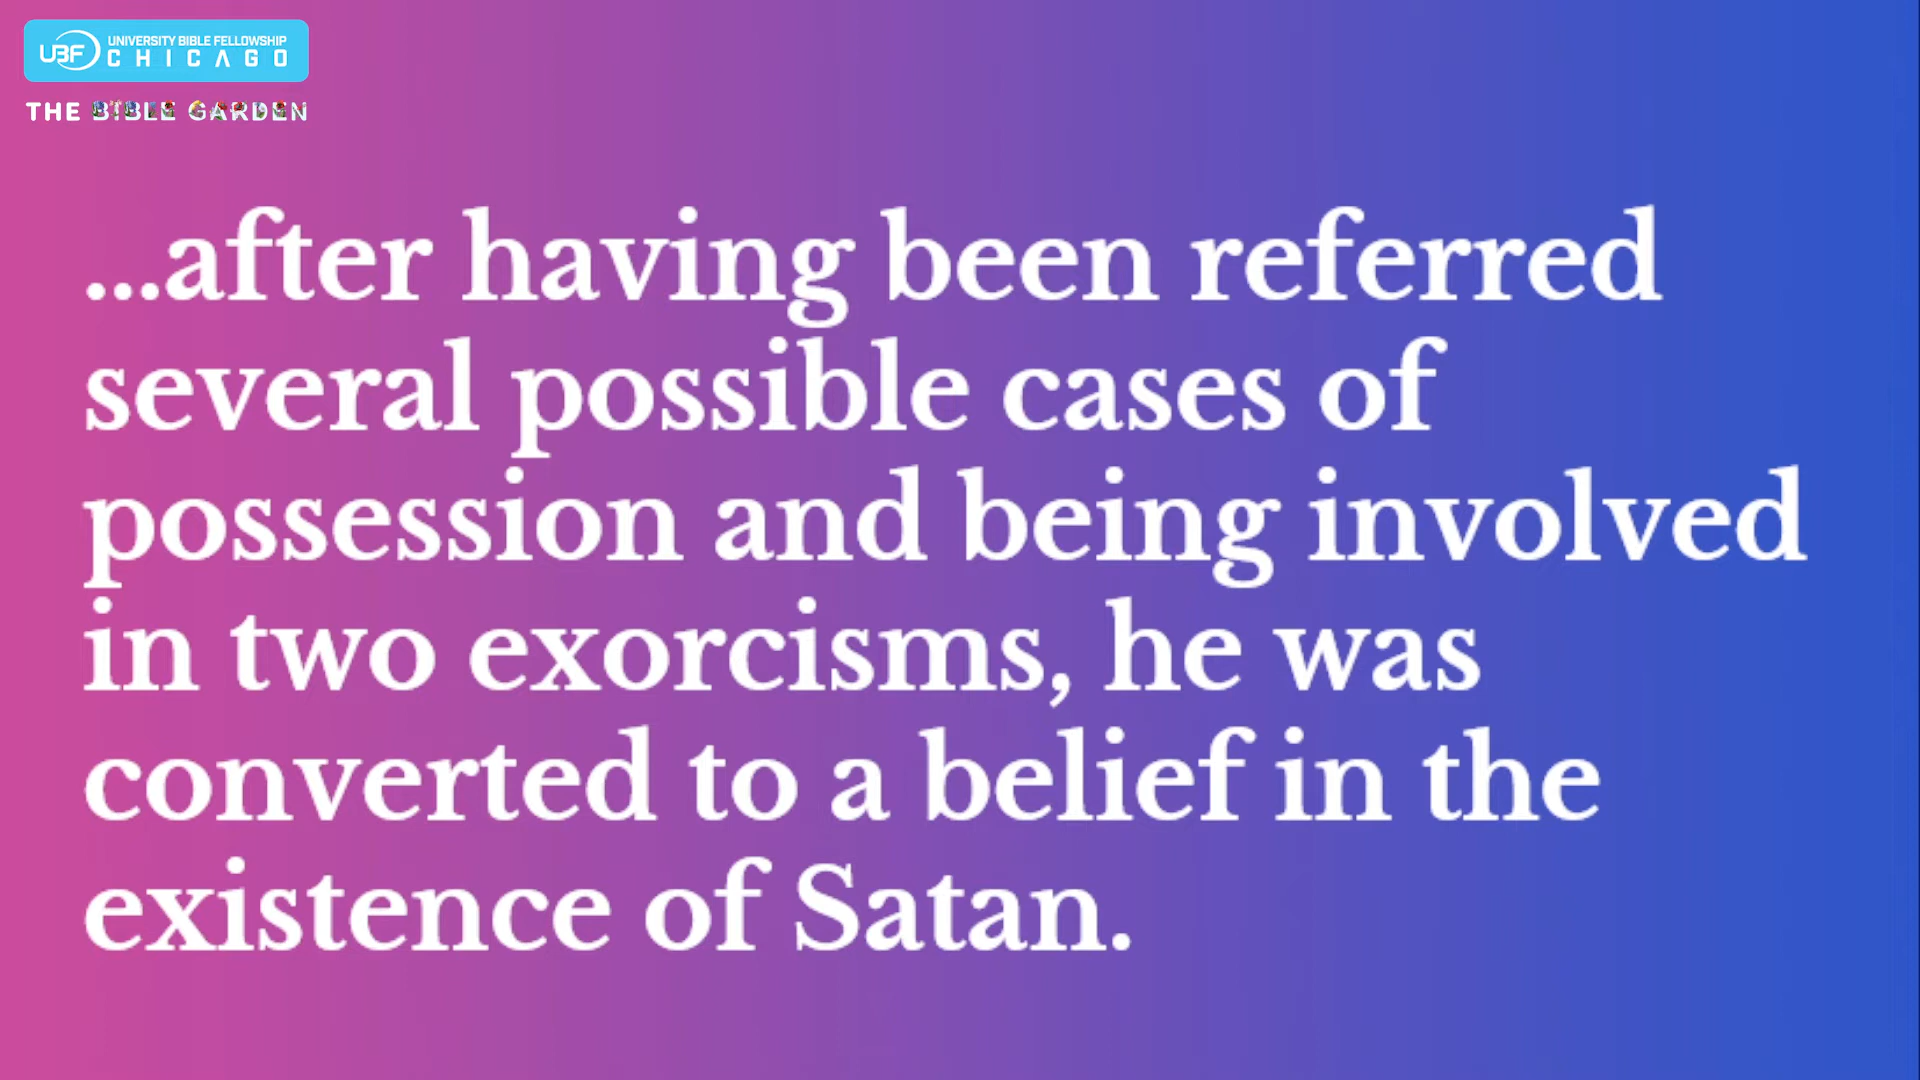 UBF UNIVERSITY BIBLE FELLOWSHIP
CHICAGO
THE BIBLE GARDEN
...after having been referred
several possible cases of
possession and being involved
in two exorcisms, he was
converted to a belief in the
existence of Satan.